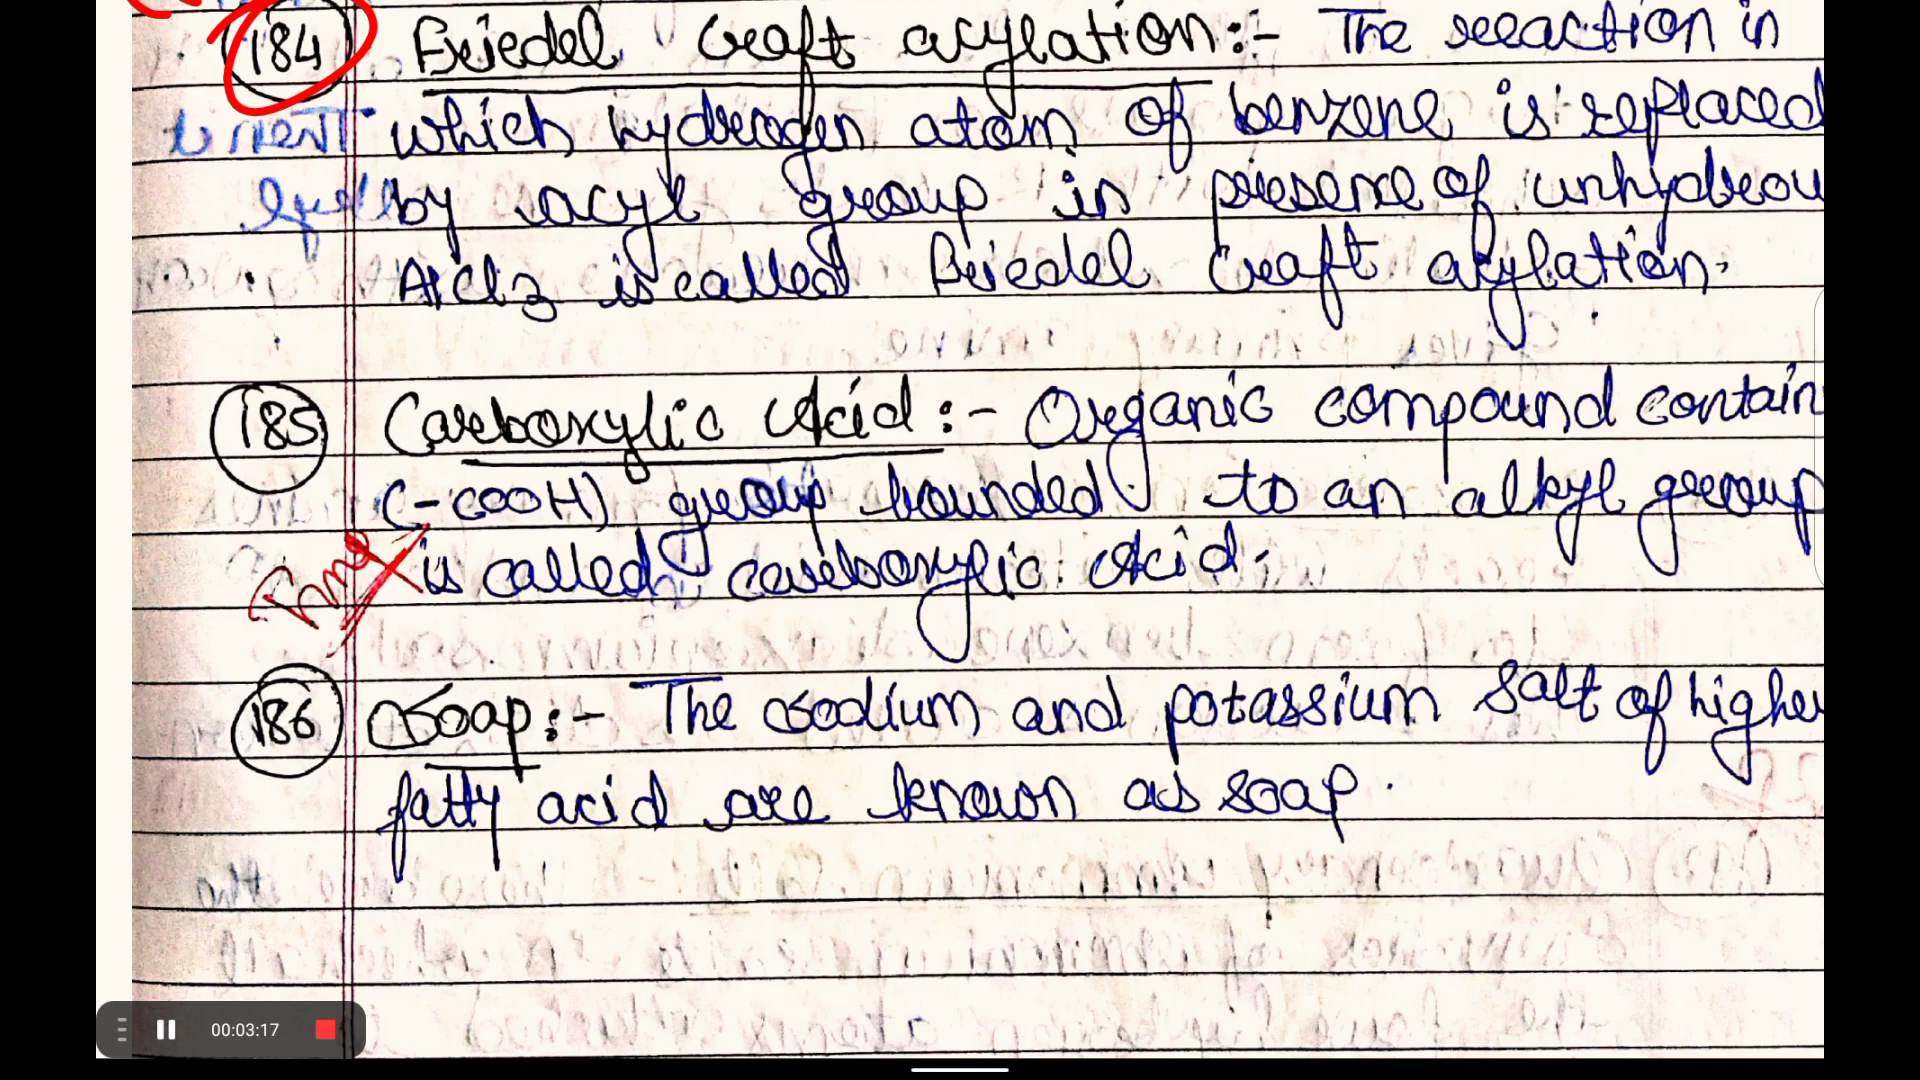 184 Friedel Craft acylation:- The reaction in
which hydrogen atom of benzene is replaced
by acyl group in presence of unhydrou
AlCl3 is called Friedel Craft acylation.
185 Carboxylic Acid :- Organic compound contain
(-COOH) group bounded to an alkyl group
is called carboxylic Acid.
Imp
186 Soap:- The sodium and potassium salt of higher
fatty acid are known as soap.
00:03:17